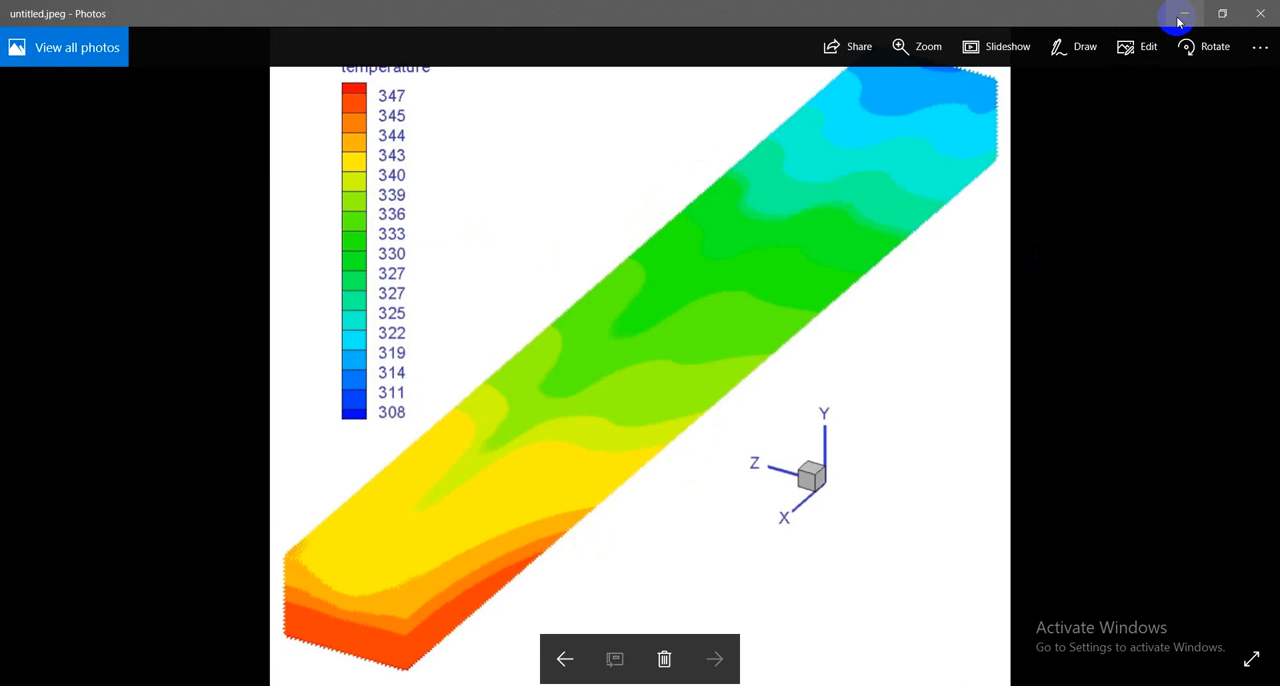 untitled.jpeg - Photos
View all photos
Share
Zoom
Slideshow
Draw
Edit
Rotate
temperature
347
345
344
343
340
339
336
333
330
327
327
325
322
319
314
311
308
Y
Z
X
Activate Windows
Go to Settings to activate Windows.